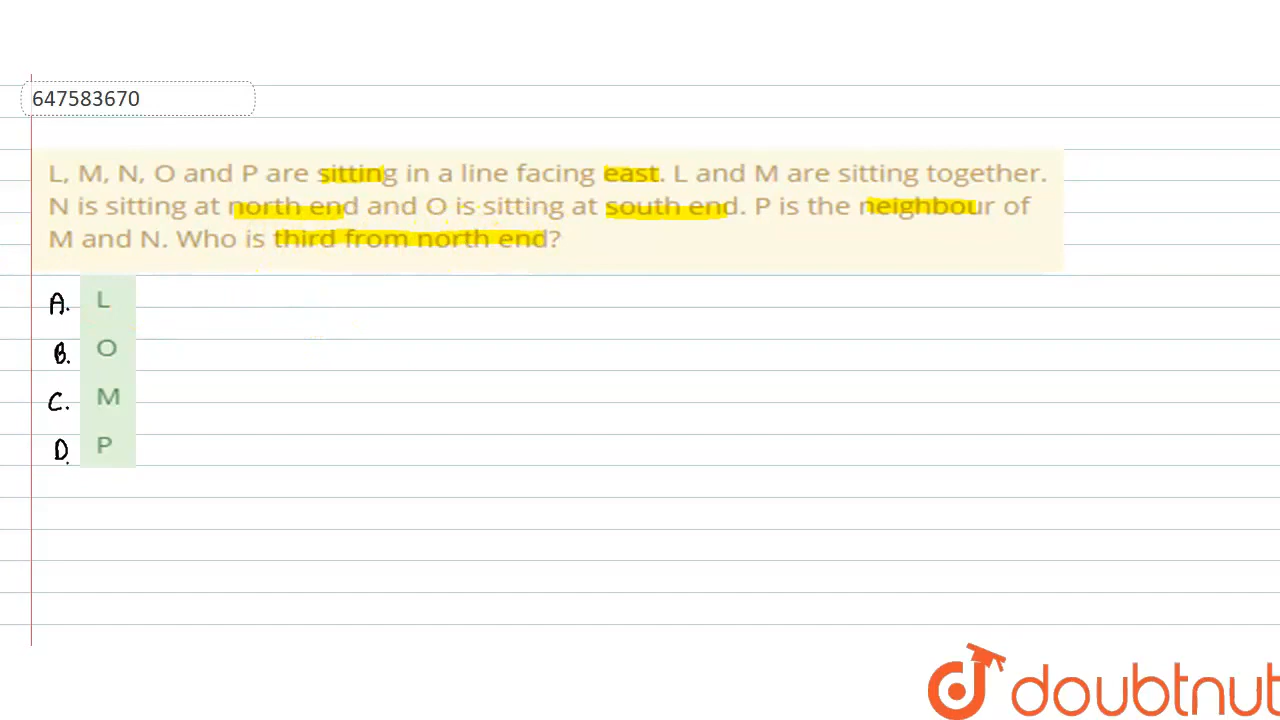 647583670
L, M, N, O and P are sitting in a line facing east. L and M are sitting together.
N is sitting at north end and O is sitting at south end. P is the neighbour of
M and N. Who is third from north end?
A. L
B. O
C. M
D. P
doubtnut